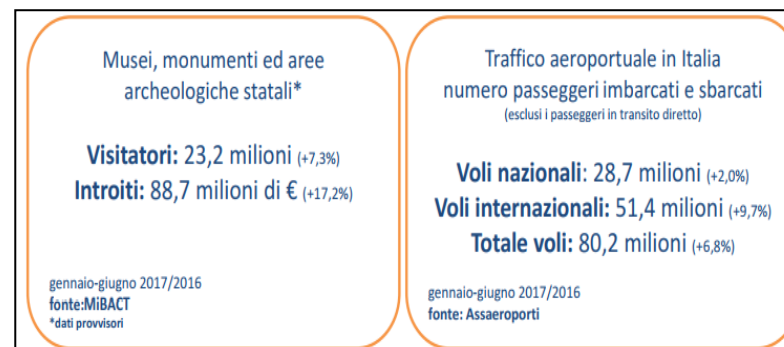 Musei, monumenti ed aree
archeologiche statali*
Visitatori: 23,2 milioni (+7,3%)
Introiti: 88,7 milioni di € (+17,2%)
gennaio-giugno 2017/2016
fonte:MiBACT
*dati provvisori
Traffico aeroportuale in Italia
numero passeggeri imbarcati e sbarcati
(esclusi i passeggeri in transito diretto)
Voli nazionali: 28,7 milioni (+2,0%)
Voli internazionali: 51,4 milioni (+9,7%)
Totale voli: 80,2 milioni (+6,8%)
gennaio-giugno 2017/2016
fonte: Assaeroporti